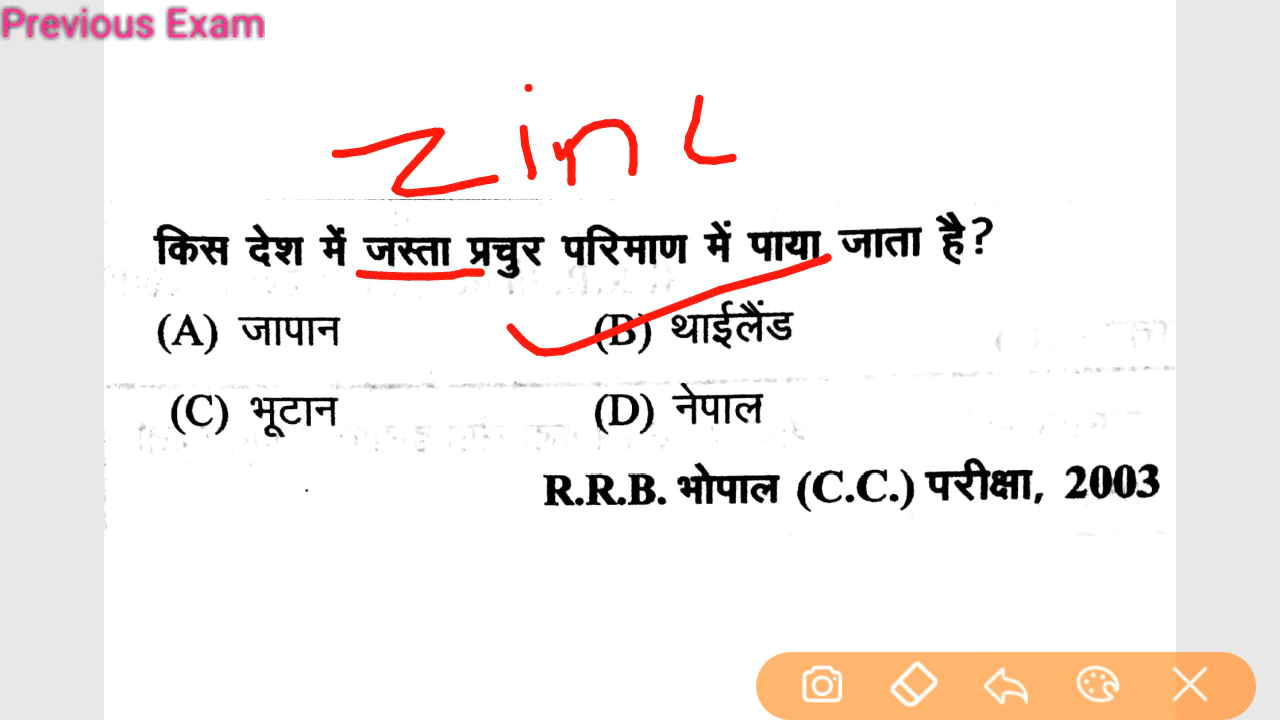 Previous Exam
zinc
किस देश में जस्ता प्रचुर परिमाण में पाया जाता है?
(A) जापान (B) थाईलैंड
(C) भूटान (D) नेपाल
R.R.B. भोपाल (C.C.) परीक्षा, 2003